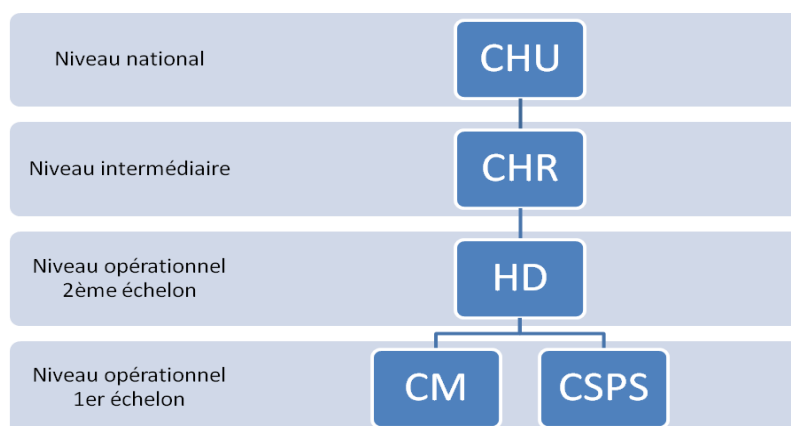 Niveau national
CHU
Niveau intermédiaire
CHR
Niveau opérationnel
2ème échelon
HD
Niveau opérationnel
1er échelon
CM
CSPS